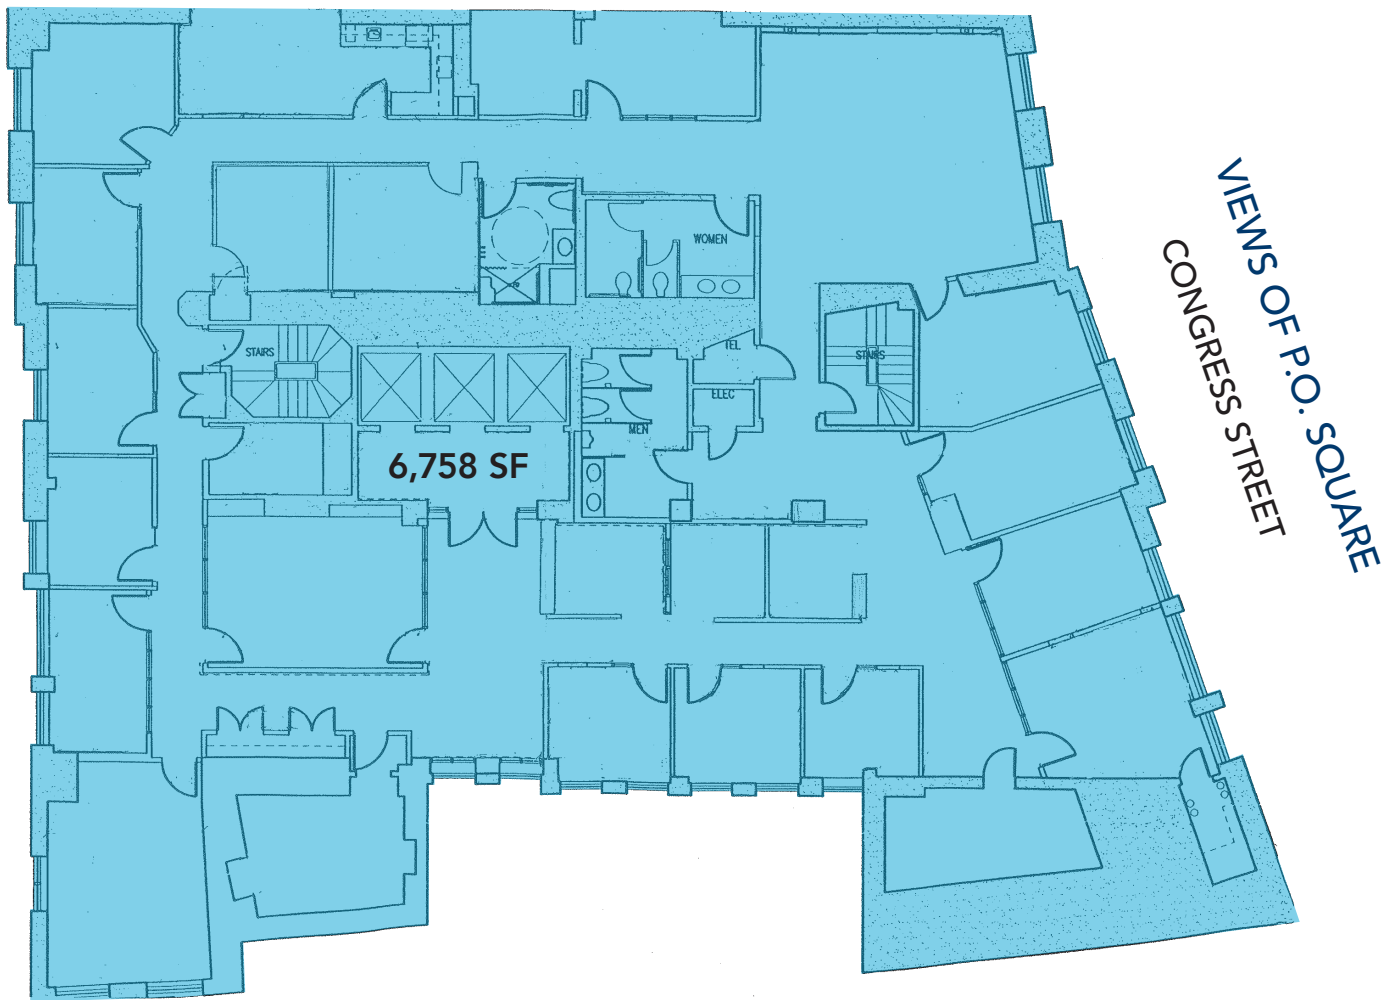 VIEWS OF P.O. SQUARE
CONGRESS STREET
WOMEN
TEL
STAIRS
STAIRS
ELEC
MEN
6,758 SF